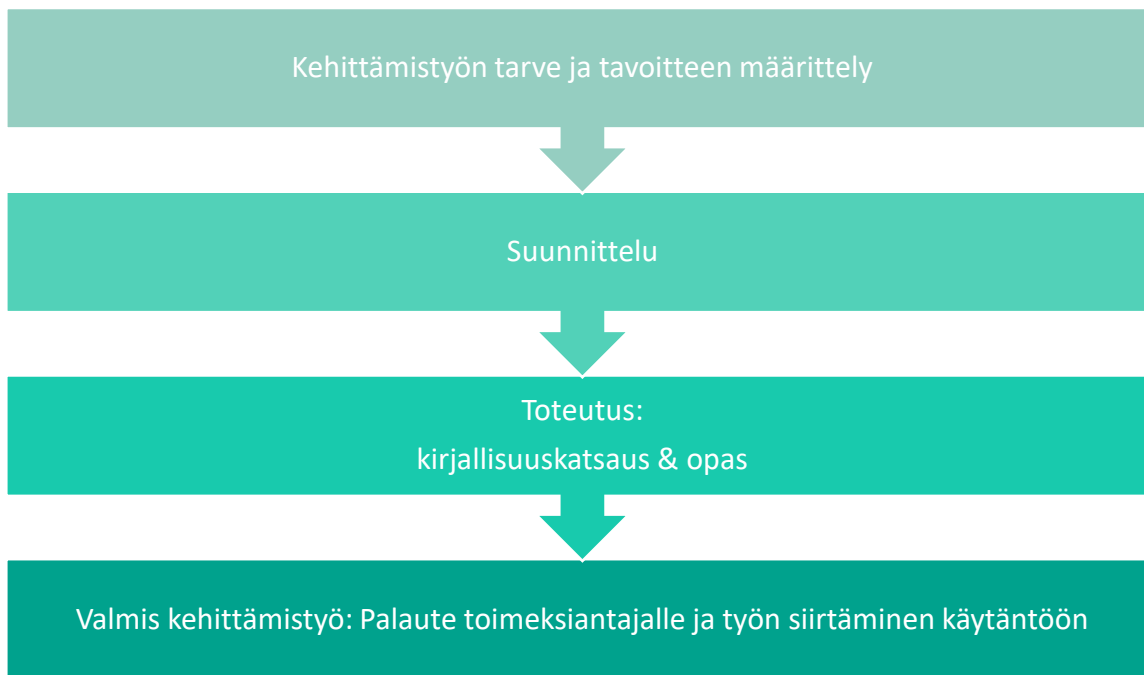 Kehittämistyön tarve ja tavoitteen määrittely
Suunnittelu
Toteutus:
kirjallisuuskatsaus & opas
Valmis kehittämistyö: Palaute toimeksiantajalle ja työn siirtäminen käytäntöön